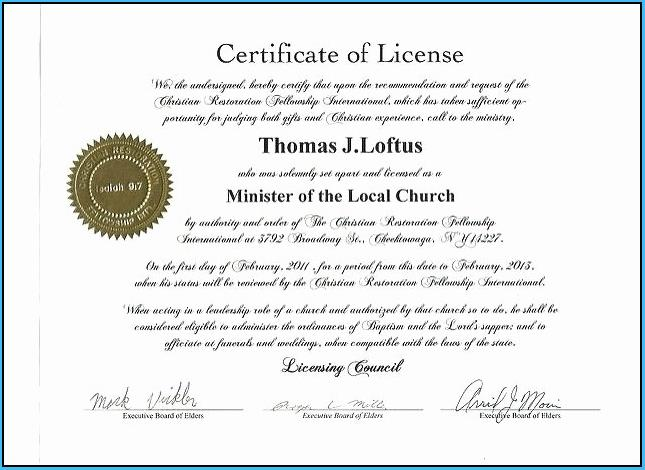 Certificate of License
We, the undersigned, hereby certify that upon the recommendation and request of the
Christian Restoration Fellowship International, which has taken sufficient op-
portunity for judging both gifts and Christian experience, call to the ministry.
Thomas J.Loftus
who was solemnly set apart and licensed as a
Minister of the Local Church
CHRISTIAN RESTORATION
Isaiah 9:7
FELLOWSHIP INT'L
by authority and order of The Christian Restoration Fellowship
International at 3792 Broadway St., Cheektowaga, NY14227.
On the first day of February, 2011 , for a period from this date to February, 2013,
when his status will be reviewed by the Christian Restoration Fellowship International.
When acting in a leadership role of a church and authorized by that church so to do, he shall be
considered eligible to administer the ordinances of Baptism and the Lord's supper; and to
officiate at funerals and weddings, when compatible with the laws of the state.
Licensing Council
Mark Virkler
Executive Board of Elders
Executive Board of Elders
Executive Board of Elders